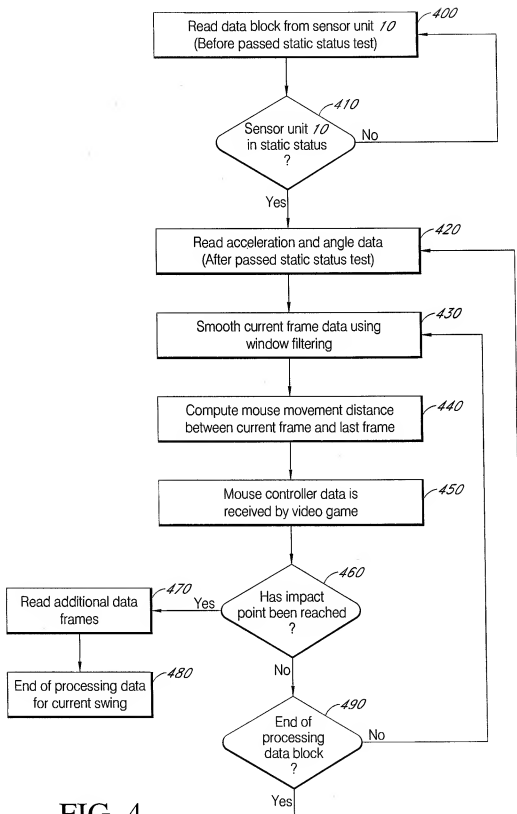 400
Read data block from sensor unit 10
(Before passed static status test)
410
Sensor unit 10
in static status
?
No
Yes
420
Read acceleration and angle data
(After passed static status test)
430
Smooth current frame data using
window filtering
440
Compute mouse movement distance
between current frame and last frame
450
Mouse controller data is
received by video game
460
Has impact
point been reached
?
Yes
470
Read additional data
frames
480
End of processing data
for current swing
No
490
End of
processing
data block
?
No
Yes
FIG. 4